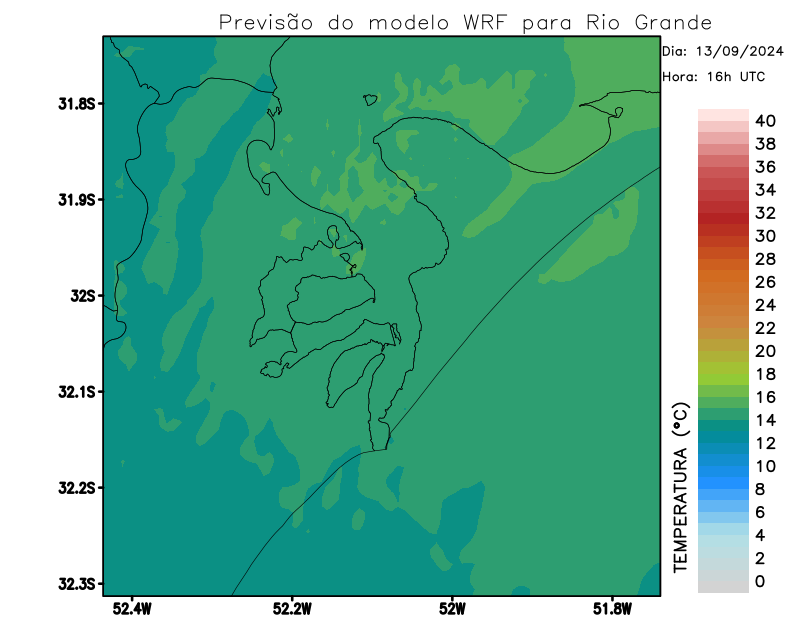 Previsão do modelo WRF para Rio Grande
Dia: 13/09/2024
Hora: 16h UTC
31.8S
31.9S
32S
32.1S
32.2S
32.3S
52.4W
52.2W
52W
51.8W
TEMPERATURA (°C)
40
38
36
34
32
30
28
26
24
22
20
18
16
14
12
10
8
6
4
2
0